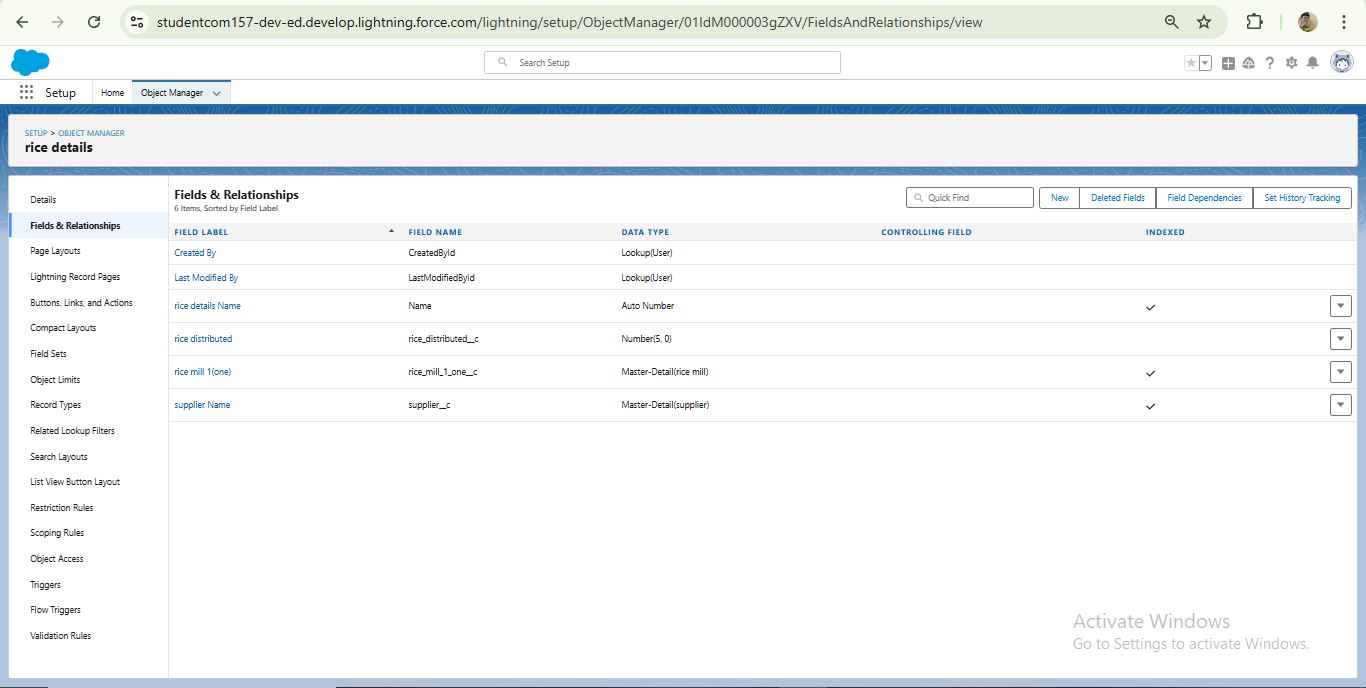 studentcom157-dev-ed.develop.lightning.force.com/lightning/setup/ObjectManager/01IdM000003gZXV/FieldsAndRelationships/view
Search Setup
Setup
Home
Object Manager
SETUP > OBJECT MANAGER
rice details
Details
Fields & Relationships
Page Layouts
Lightning Record Pages
Buttons, Links, and Actions
Compact Layouts
Field Sets
Object Limits
Record Types
Related Lookup Filters
Search Layouts
List View Button Layout
Restriction Rules
Scoping Rules
Object Access
Triggers
Flow Triggers
Validation Rules
Fields & Relationships
6 Items, Sorted by Field Label
Quick Find
New
Deleted Fields
Field Dependencies
Set History Tracking
FIELD LABEL FIELD NAME DATA TYPE CONTROLLING FIELD INDEXED
Created By CreatedById Lookup(User)
Last Modified By LastModifiedById Lookup(User)
rice details Name Name Auto Number
rice distributed rice_distributed__c Number(5, 0)
rice mill 1(one) rice_mill_1_one__c Master-Detail(rice mill)
supplier Name supplier__c Master-Detail(supplier)
Activate Windows
Go to Settings to activate Windows.